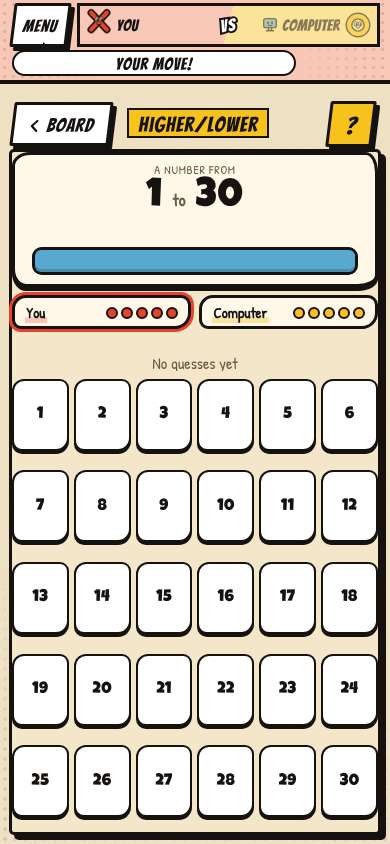 MENU
YOU
VS
COMPUTER
YOUR MOVE!
< BOARD
HIGHER/LOWER
?
A NUMBER FROM
1 to 30
You
Computer
No guesses yet
1 2 3 4 5 6
7 8 9 10 11 12
13 14 15 16 17 18
19 20 21 22 23 24
25 26 27 28 29 30